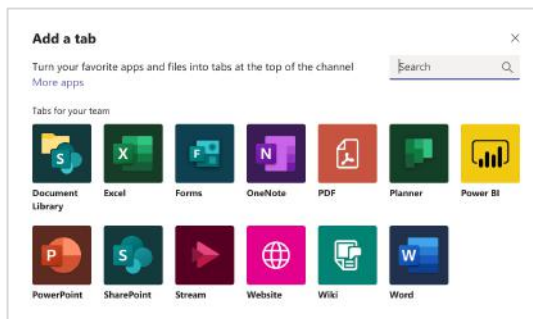 Add a tab
Turn your favorite apps and files into tabs at the top of the channel
Search
More apps
Tabs for your team
Document Library
Excel
Forms
OneNote
PDF
Planner
Power BI
PowerPoint
SharePoint
Stream
Website
Wiki
Word